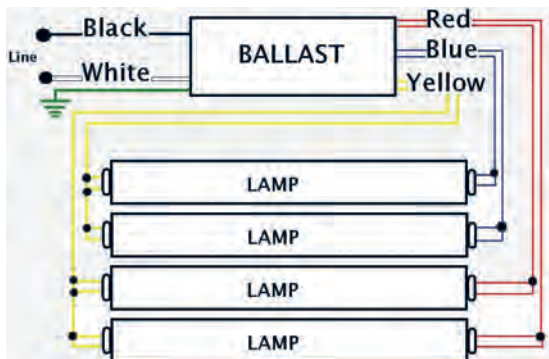 Black
Red
Line
BALLAST
Blue
White
Yellow
LAMP
LAMP
LAMP
LAMP